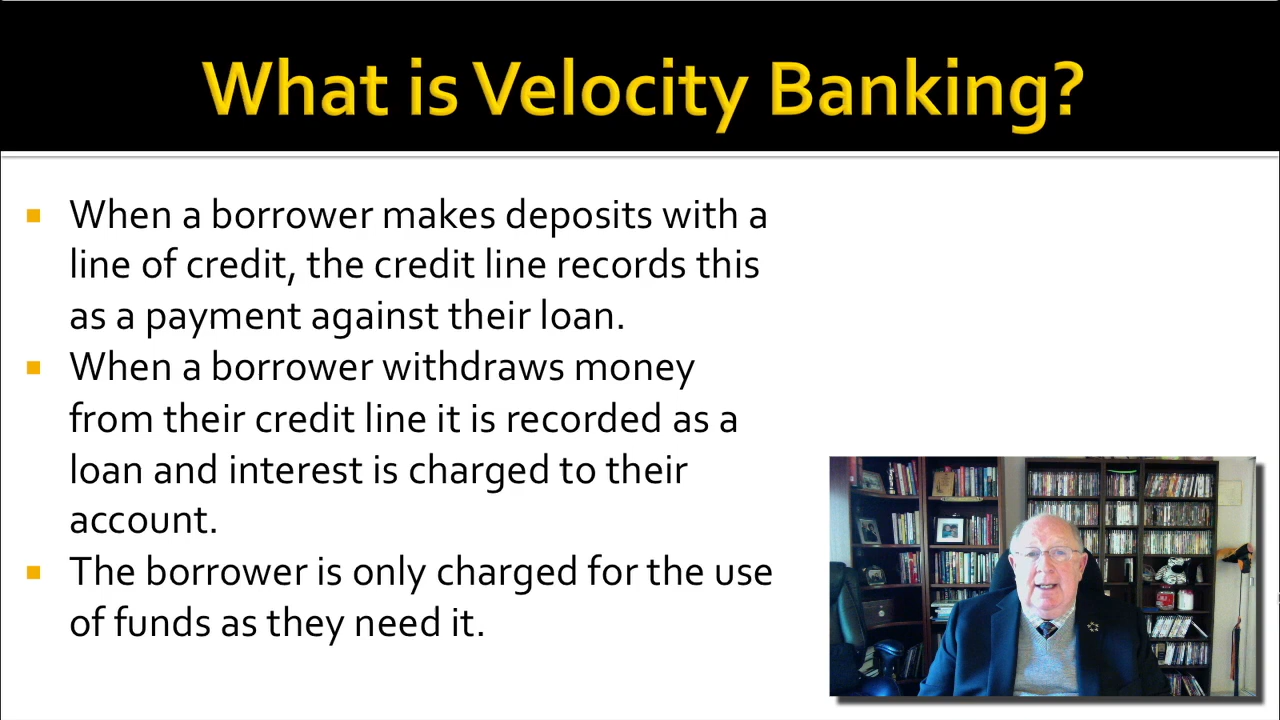 What is Velocity Banking?
When a borrower makes deposits with a
line of credit, the credit line records this
as a payment against their loan.
When a borrower withdraws money
from their credit line it is recorded as a
loan and interest is charged to their
account.
The borrower is only charged for the use
of funds as they need it.